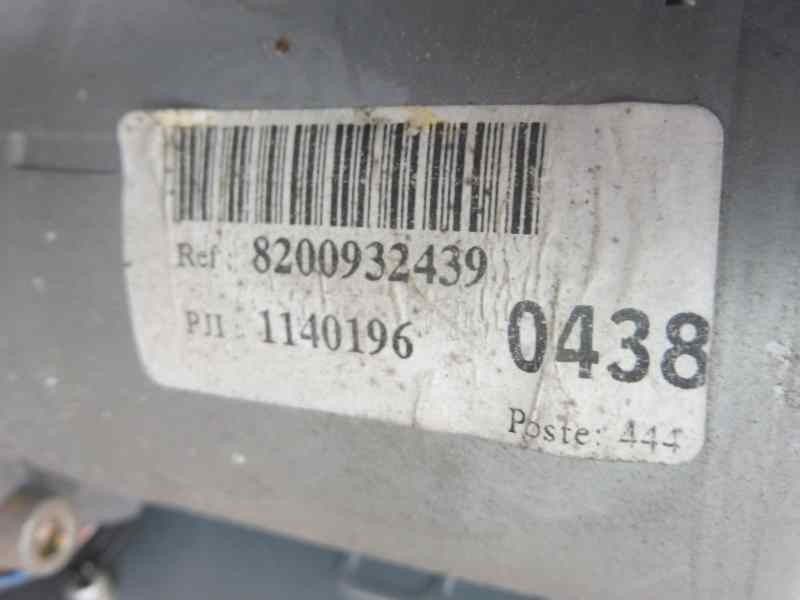 Ref : 8200932439
PJI : 1140196
0438
Poste: 444